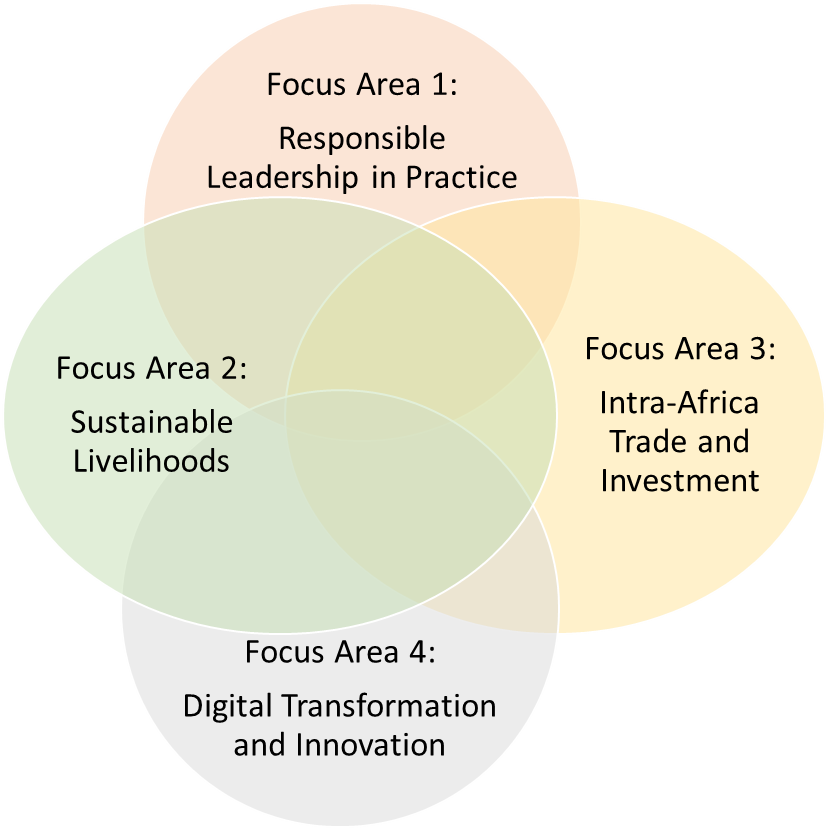 Focus Area 1:
Responsible
Leadership in Practice
Focus Area 2:
Sustainable
Livelihoods
Focus Area 3:
Intra-Africa
Trade and
Investment
Focus Area 4:
Digital Transformation
and Innovation